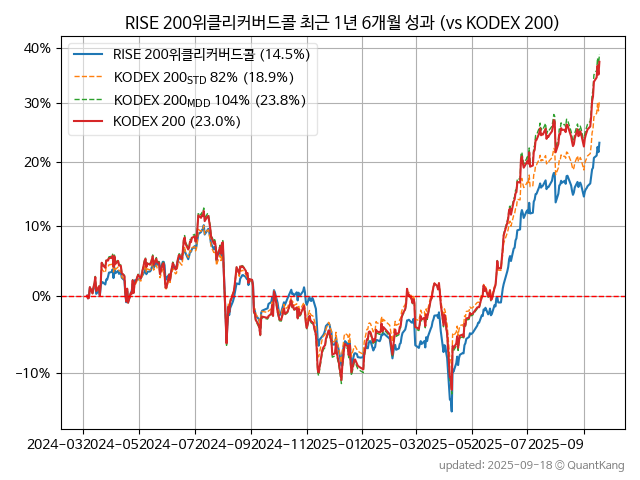 RISE 200위클리커버드콜 최근 1년 6개월 성과 (vs KODEX 200)
40%
30%
20%
10%
0%
−10%
RISE 200위클리커버드콜 (14.5%)
KODEX 200STD 82% (18.9%)
KODEX 200MDD 104% (23.8%)
KODEX 200 (23.0%)
2024-03 2024-05 2024-07 2024-09 2024-11 2025-01 2025-03 2025-05 2025-07 2025-09
updated: 2025-09-18 © QuantKang